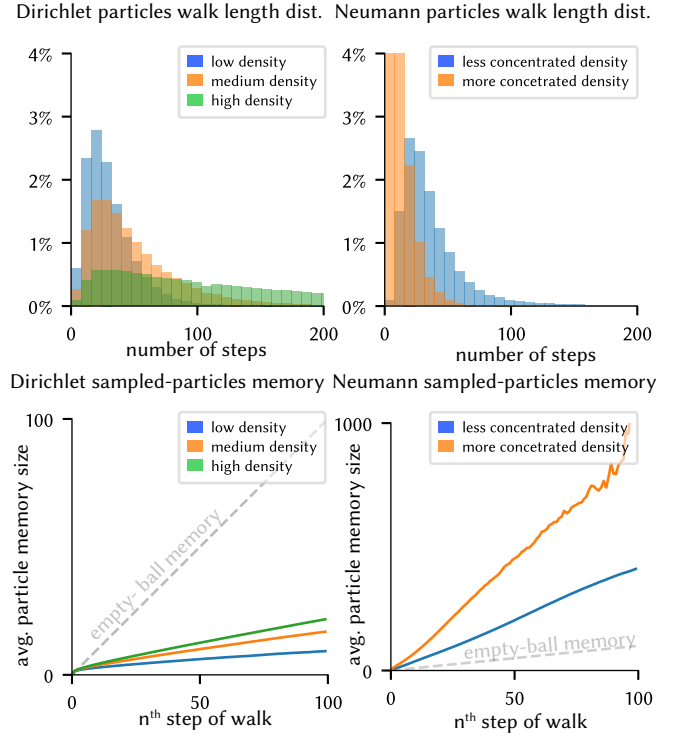 Dirichlet particles walk length dist.
4%
3%
2%
1%
0%
low density
medium density
high density
0
100
200
number of steps
Neumann particles walk length dist.
4%
3%
2%
1%
0%
less concentrated density
more concetrated density
0
100
200
number of steps
Dirichlet sampled-particles memory
avg. particle memory size
100
0
low density
medium density
high density
empty- ball memory
0
50
100
nth step of walk
Neumann sampled-particles memory
avg. particle memory size
1000
0
less concentrated density
more concetrated density
empty-ball memory
0
50
100
nth step of walk